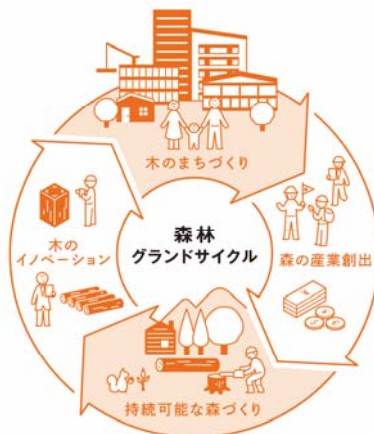 木のまちづくり
森林
グランドサイクル
木の
イノベーション
森の産業創出
持続可能な森づくり